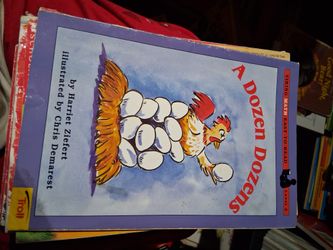 A Dozen Dozens
by Harriet Ziefert
illustrated by Chris Demarest
Troll